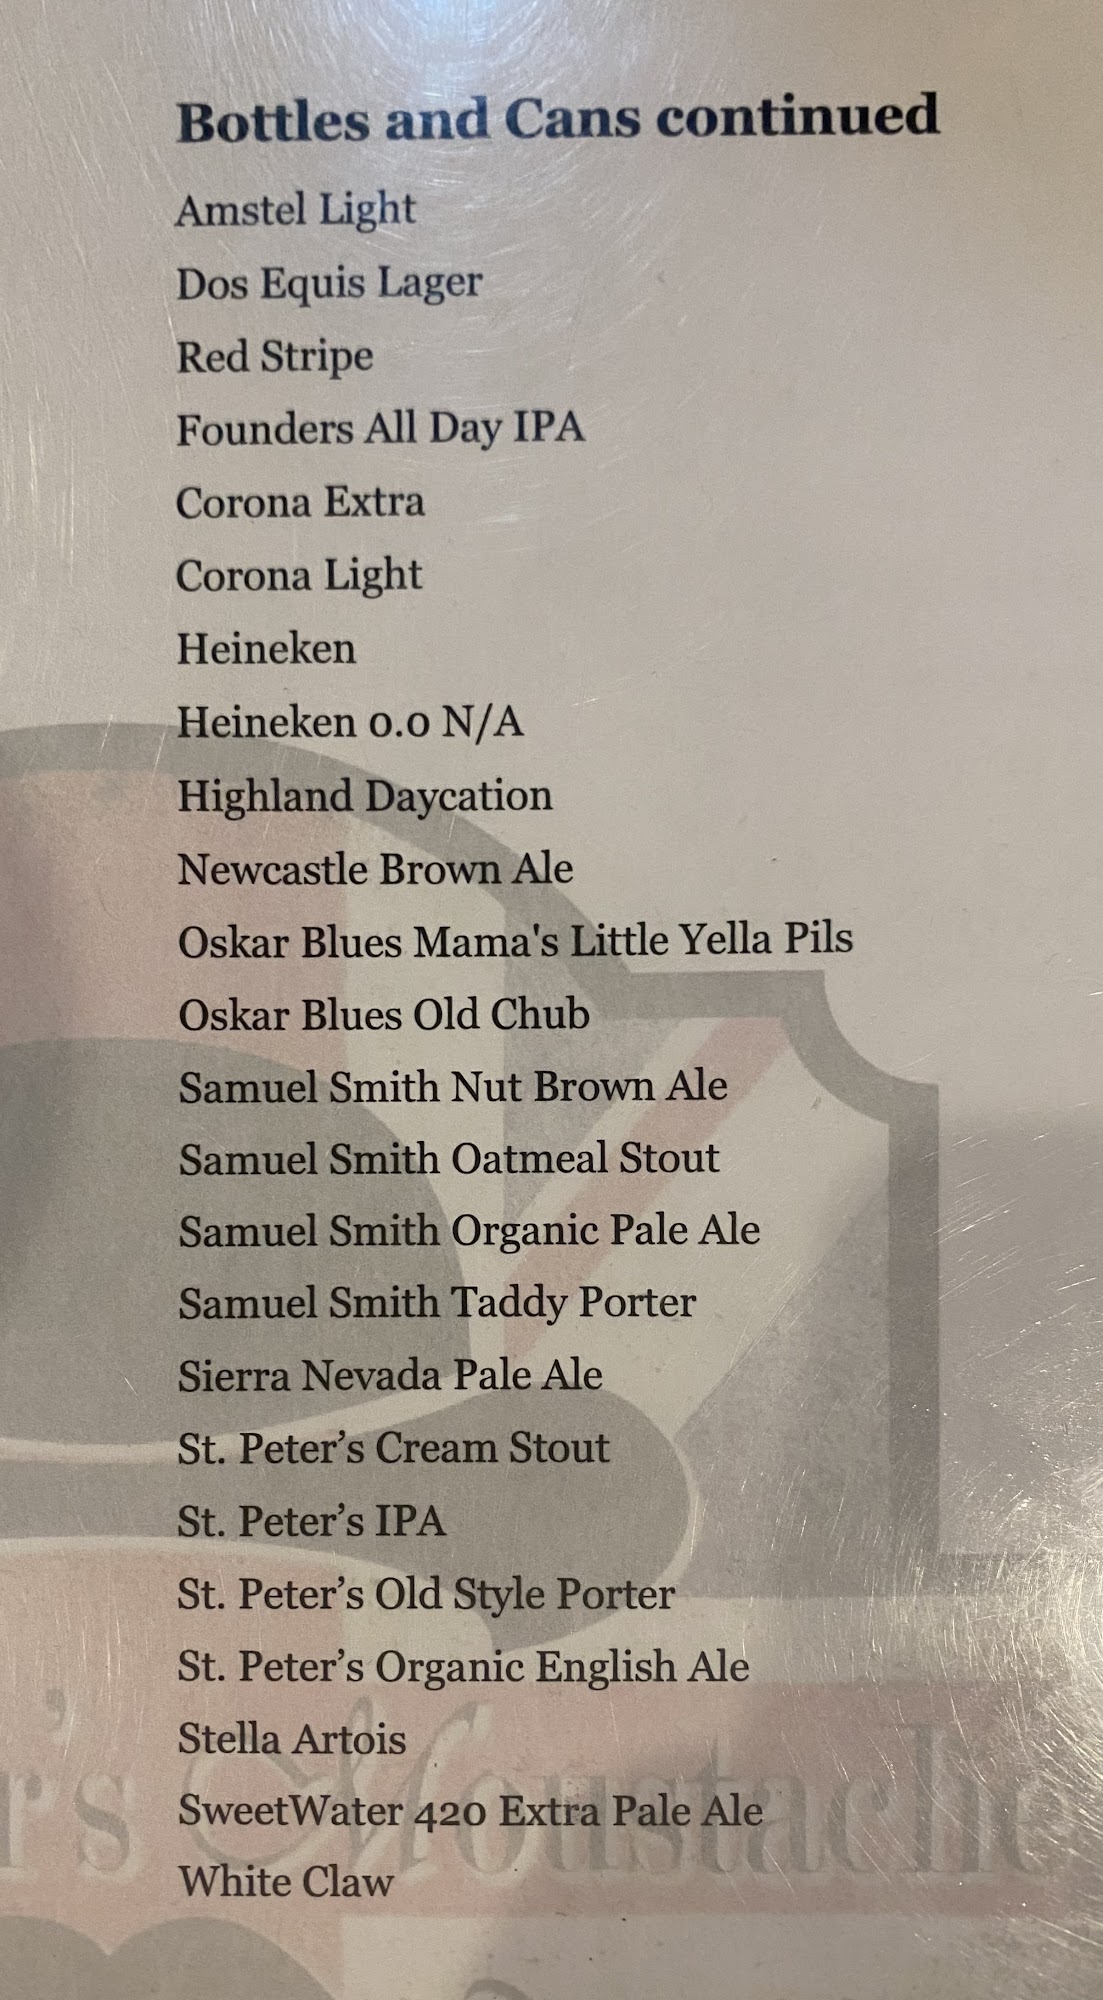 Bottles and Cans continued
Amstel Light
Dos Equis Lager
Red Stripe
Founders All Day IPA
Corona Extra
Corona Light
Heineken
Heineken 0.0 N/A
Highland Daycation
Newcastle Brown Ale
Oskar Blues Mama's Little Yella Pils
Oskar Blues Old Chub
Samuel Smith Nut Brown Ale
Samuel Smith Oatmeal Stout
Samuel Smith Organic Pale Ale
Samuel Smith Taddy Porter
Sierra Nevada Pale Ale
St. Peter’s Cream Stout
St. Peter’s IPA
St. Peter’s Old Style Porter
St. Peter’s Organic English Ale
Stella Artois
SweetWater 420 Extra Pale Ale
r's Moustache
White Claw